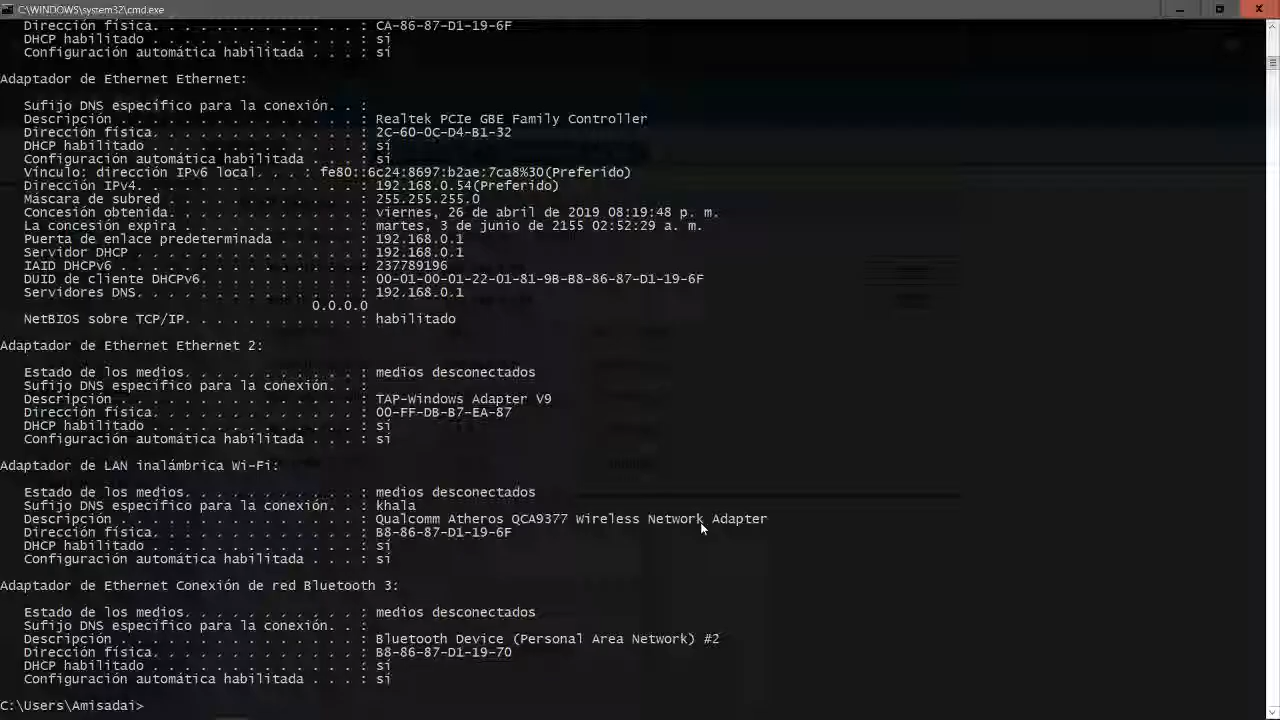 C:\WINDOWS\system32\cmd.exe
Dirección física. . . . . . . . . . . . . : CA-86-87-D1-19-6F
DHCP habilitado . . . . . . . . . . . . . : sí
Configuración automática habilitada . . . : sí
Adaptador de Ethernet Ethernet:
Sufijo DNS específico para la conexión. . :
Descripción . . . . . . . . . . . . . . . : Realtek PCIe GBE Family Controller
Dirección física. . . . . . . . . . . . . : 2C-60-0C-D4-B1-32
DHCP habilitado . . . . . . . . . . . . . : sí
Configuración automática habilitada . . . : sí
Vínculo: dirección IPv6 local. . . : fe80::6c24:8697:b2ae:7ca8%30(Preferido)
Dirección IPv4. . . . . . . . . . . . . . : 192.168.0.54(Preferido)
Máscara de subred . . . . . . . . . . . . : 255.255.255.0
Concesión obtenida. . . . . . . . . . . . : viernes, 26 de abril de 2019 08:19:48 p. m.
La concesión expira . . . . . . . . . . . : martes, 3 de junio de 2155 02:52:29 a. m.
Puerta de enlace predeterminada . . . . . : 192.168.0.1
Servidor DHCP . . . . . . . . . . . . . . : 192.168.0.1
IAID DHCPv6 . . . . . . . . . . . . . . . : 237789196
DUID de cliente DHCPv6. . . . . . . . . . : 00-01-00-01-22-01-81-9B-B8-86-87-D1-19-6F
Servidores DNS. . . . . . . . . . . . . . : 192.168.0.1
0.0.0.0
NetBIOS sobre TCP/IP. . . . . . . . . . . : habilitado
Adaptador de Ethernet Ethernet 2:
Estado de los medios. . . . . . . . . . . : medios desconectados
Sufijo DNS específico para la conexión. . :
Descripción . . . . . . . . . . . . . . . : TAP-Windows Adapter V9
Dirección física. . . . . . . . . . . . . : 00-FF-DB-B7-EA-87
DHCP habilitado . . . . . . . . . . . . . : sí
Configuración automática habilitada . . . : sí
Adaptador de LAN inalámbrica Wi-Fi:
Estado de los medios. . . . . . . . . . . : medios desconectados
Sufijo DNS específico para la conexión. . : khala
Descripción . . . . . . . . . . . . . . . : Qualcomm Atheros QCA9377 Wireless Network Adapter
Dirección física. . . . . . . . . . . . . : B8-86-87-D1-19-6F
DHCP habilitado . . . . . . . . . . . . . : sí
Configuración automática habilitada . . . : sí
Adaptador de Ethernet Conexión de red Bluetooth 3:
Estado de los medios. . . . . . . . . . . : medios desconectados
Sufijo DNS específico para la conexión. . :
Descripción . . . . . . . . . . . . . . . : Bluetooth Device (Personal Area Network) #2
Dirección física. . . . . . . . . . . . . : B8-86-87-D1-19-70
DHCP habilitado . . . . . . . . . . . . . : sí
Configuración automática habilitada . . . : sí
C:\Users\Amisadai>